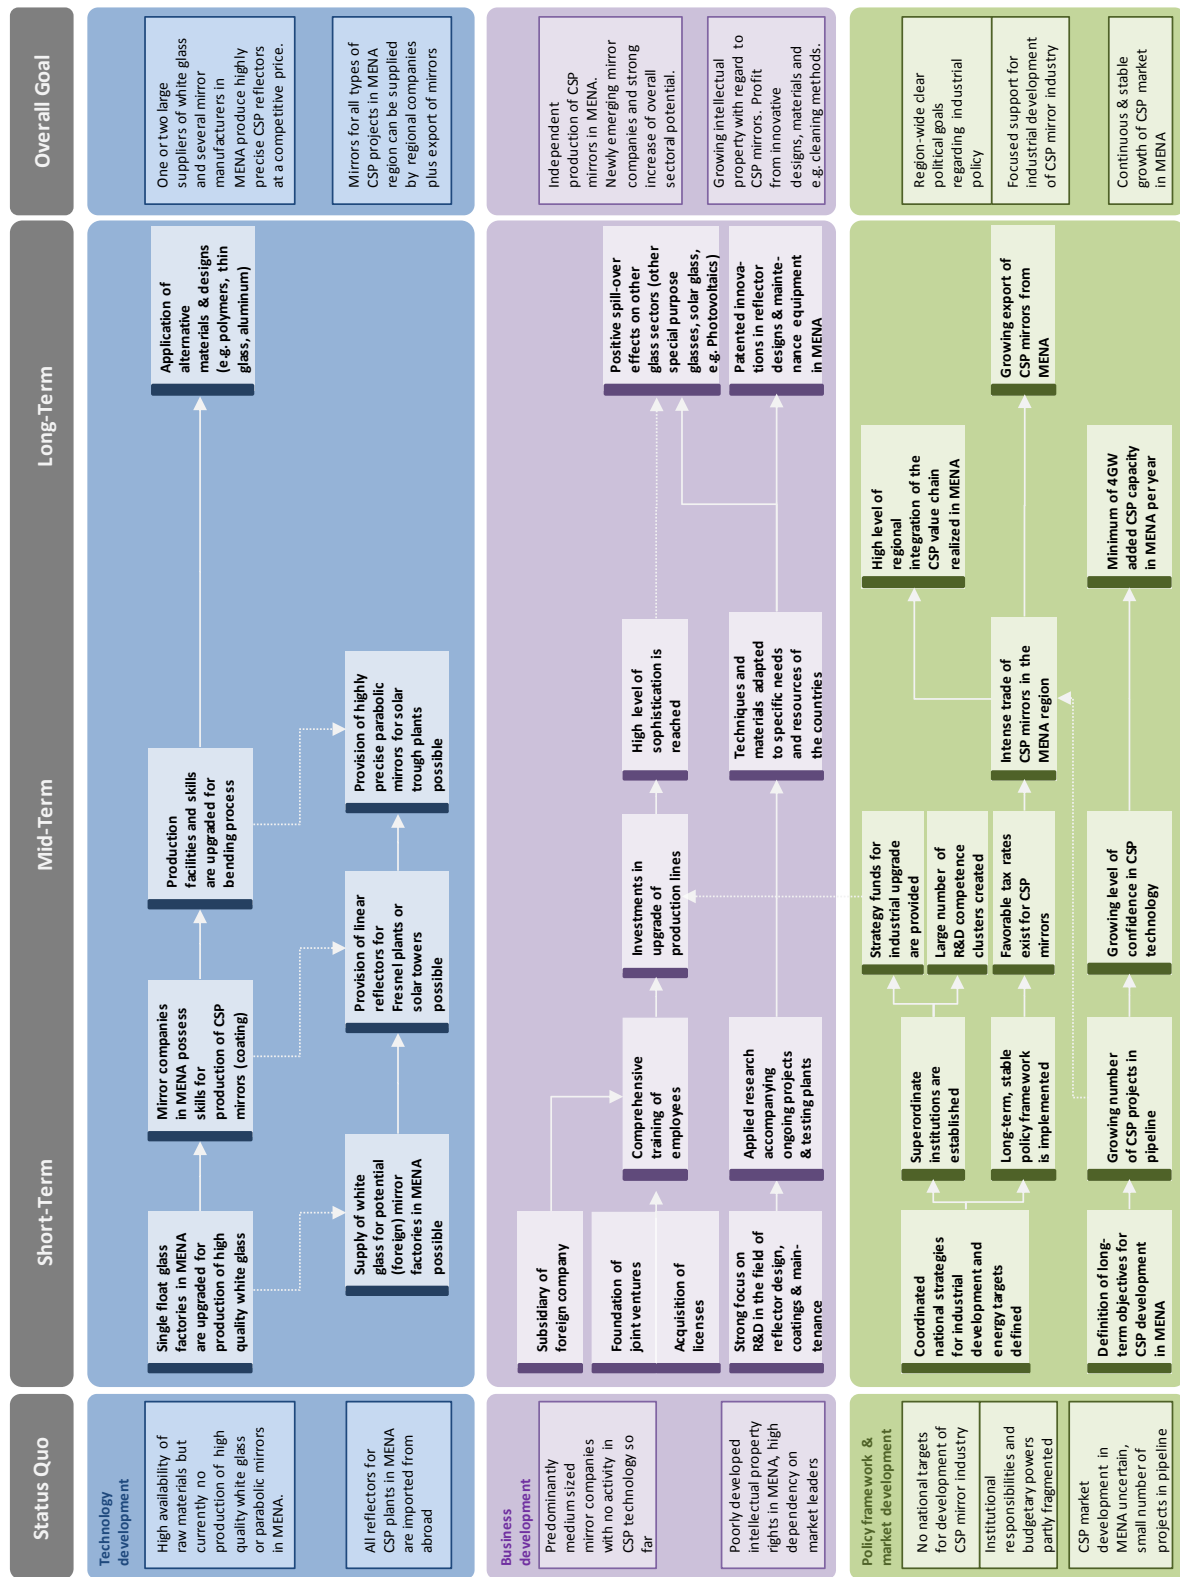 Status Quo
Short-Term
Mid-Term
Long-Term
Overall Goal
Technology
development
High availability of
raw materials but
currently no
production of high
quality white glass
or parabolic mirrors
in MENA.
All reflectors for
CSP plants in MENA
are imported from
abroad
Single float glass
factories in MENA
are upgraded for
production of high
quality white glass
Mirror companies
in MENA possess
skills for
production of CSP
mirrors (coating)
Production
facilities and skills
are upgraded for
bending process
Application of
alternative
materials & designs
(e.g. polymers, thin
glass, aluminum)
Supply of white
glass for potential
(foreign) mirror
factories in MENA
possible
Provision of linear
reflectors for
Fresnel plants or
solar towers
possible
Provision of highly
precise parabolic
mirrors for solar
trough plants
possible
One or two large
suppliers of white glass
and several mirror
manufacturers in
MENA produce highly
precise CSP reflectors
at a competitive price.
Mirrors for all types of
CSP projects in MENA
region can be supplied
by regional companies
plus export of mirrors
Business
development
Predominantly
medium sized
mirror companies
with no activity in
CSP technology so
far
Poorly developed
intellectual property
rights in MENA, high
dependency on
market leaders
Subsidiary of
foreign company
Foundation of
joint ventures
Acquisition of
licenses
Strong focus on
R&D in the field of
reflector design,
coatings & main-
tenance
Comprehensive
training of
employees
Applied research
accompanying
ongoing projects
& testing plants
Investments in
upgrade of
production lines
High level of
sophistication is
reached
Techniques and
materials adapted
to specific needs
and resources of
the countries
Positive spill-over
effects on other
glass sectors (other
special purpose
glasses, solar glass,
e.g. Photovoltaics)
Patented innova-
tions in reflector
designs & mainte-
nance equipment
in MENA
Independent
production of CSP
mirrors in MENA.
Newly emerging mirror
companies and strong
increase of overall
sectoral potential.
Growing intellectual
property with regard to
CSP mirrors. Profit
from innovative
designs, materials and
e.g. cleaning methods.
Policy framework &
market development
No national targets
for development of
CSP mirror industry
Institutional
responsibilities and
budgetary powers
partly fragmented
CSP market
development in
MENA uncertain,
small number of
projects in pipeline
Coordinated
national strategies
for industrial
development and
energy targets
defined
Definition of long-
term objectives for
CSP development
in MENA
Superordinate
institutions are
established
Long-term, stable
policy framework
is implemented
Growing number
of CSP projects in
pipeline
Strategy funds for
industrial upgrade
are provided
Large number of
R&D competence
clusters created
Favorable tax rates
exist for CSP
mirrors
Growing level of
confidence in CSP
technology
Intense trade of
CSP mirrors in the
MENA region
High level of
regional
integration of the
CSP value chain
realized in MENA
Minimum of 4GW
added CSP capacity
in MENA per year
Growing export of
CSP mirrors from
MENA
Region-wide clear
political goals
regarding industrial
policy
Focused support for
industrial development
of CSP mirror industry
Continuous & stable
growth of CSP market
in MENA